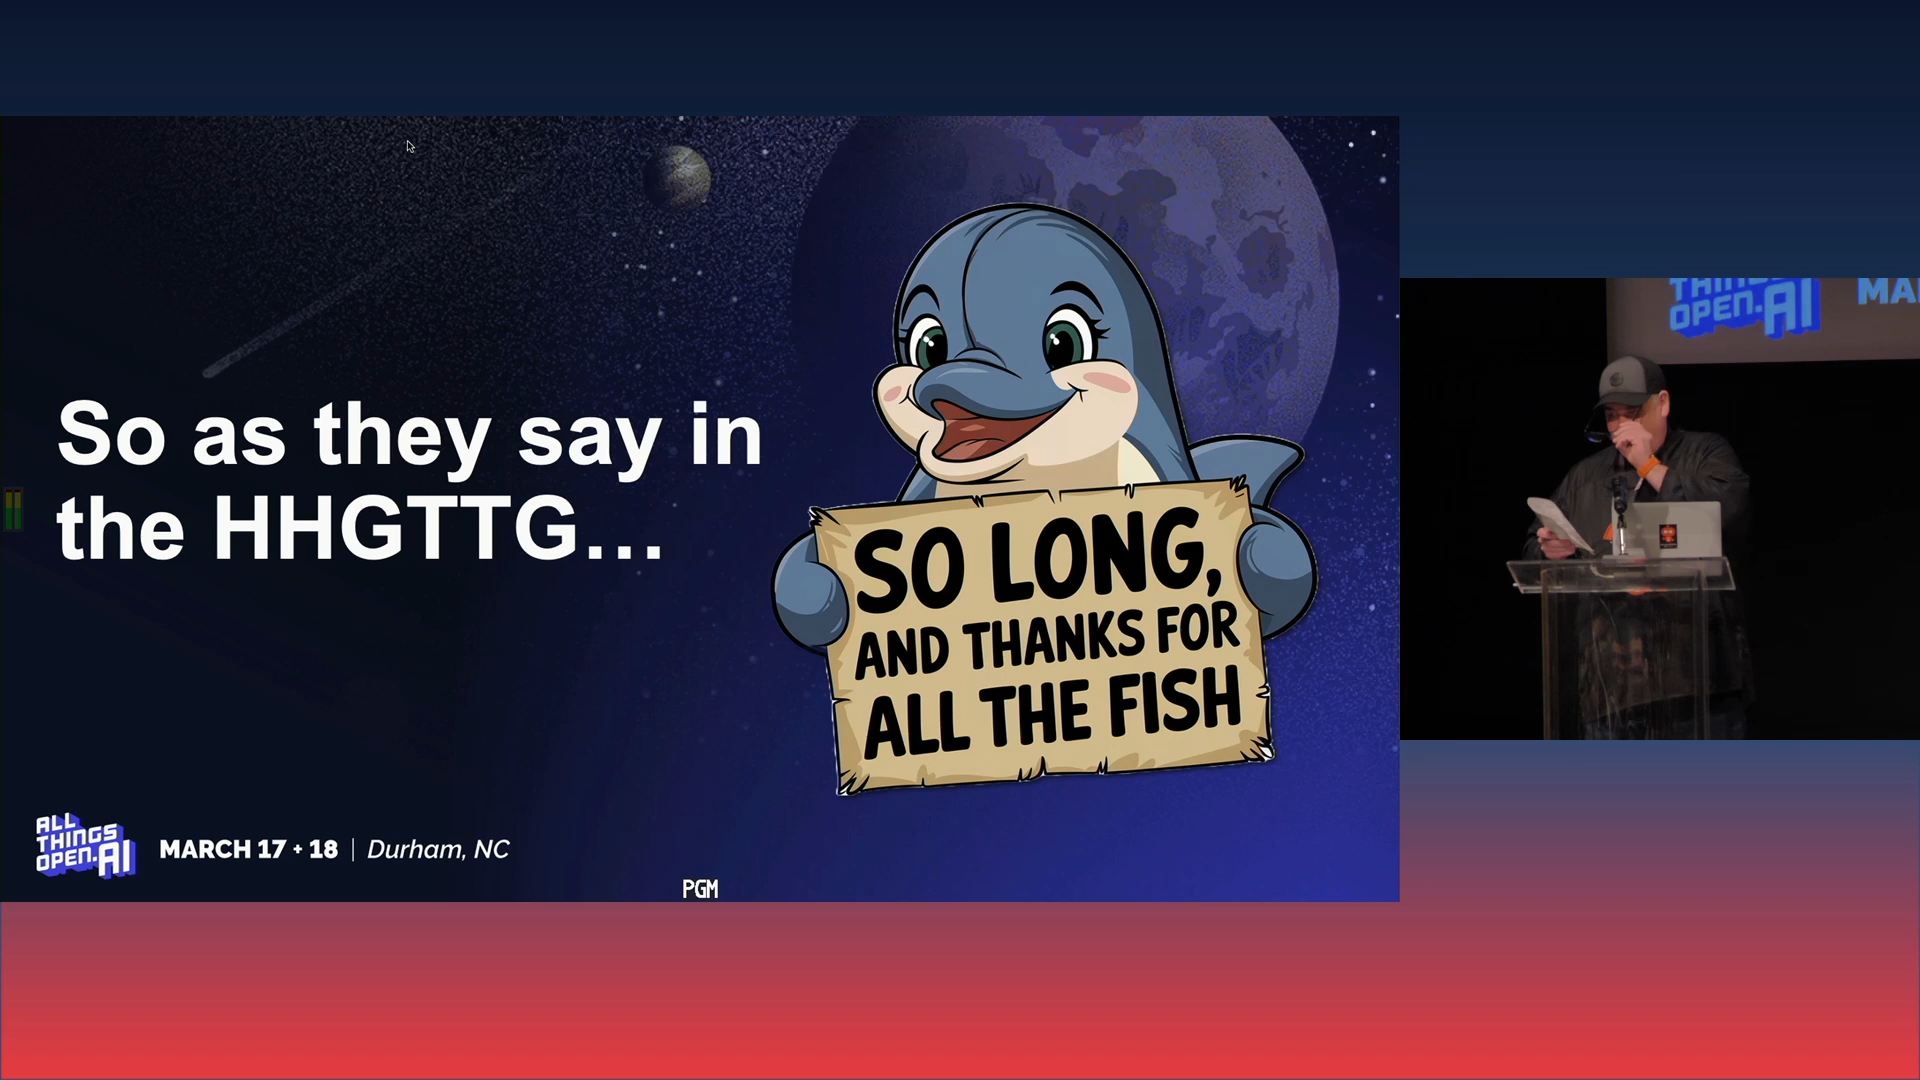 So as they say in
the HHGTTG...
SO LONG,
AND THANKS FOR
ALL THE FISH
ALL
THINGS
OPEN.AI
MARCH 17 + 18 | Durham, NC
PGM
THINGS
OPEN.AI
MA